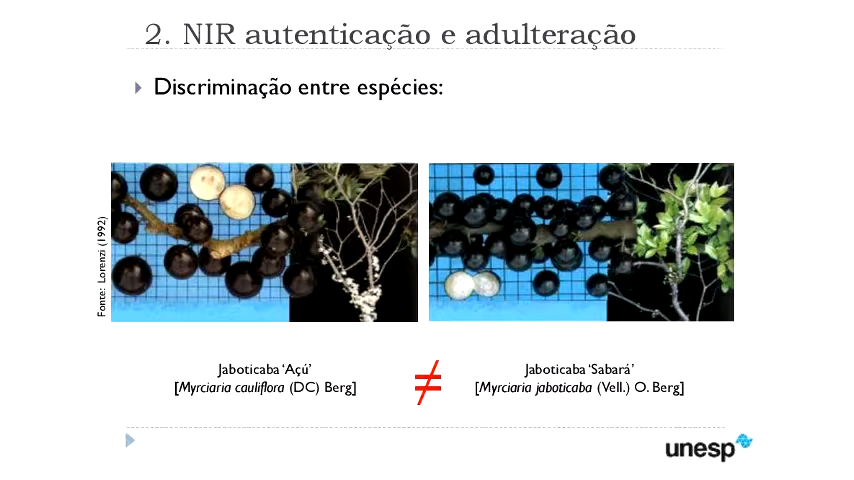 2. NIR autenticação e adulteração
Discriminação entre espécies:
Fonte: Lorenzi (1992)
Jaboticaba ‘Açú’
[Myrciaria cauliflora (DC) Berg]
≠
Jaboticaba ‘Sabará’
[Myrciaria jaboticaba (Vell.) O. Berg]
unesp